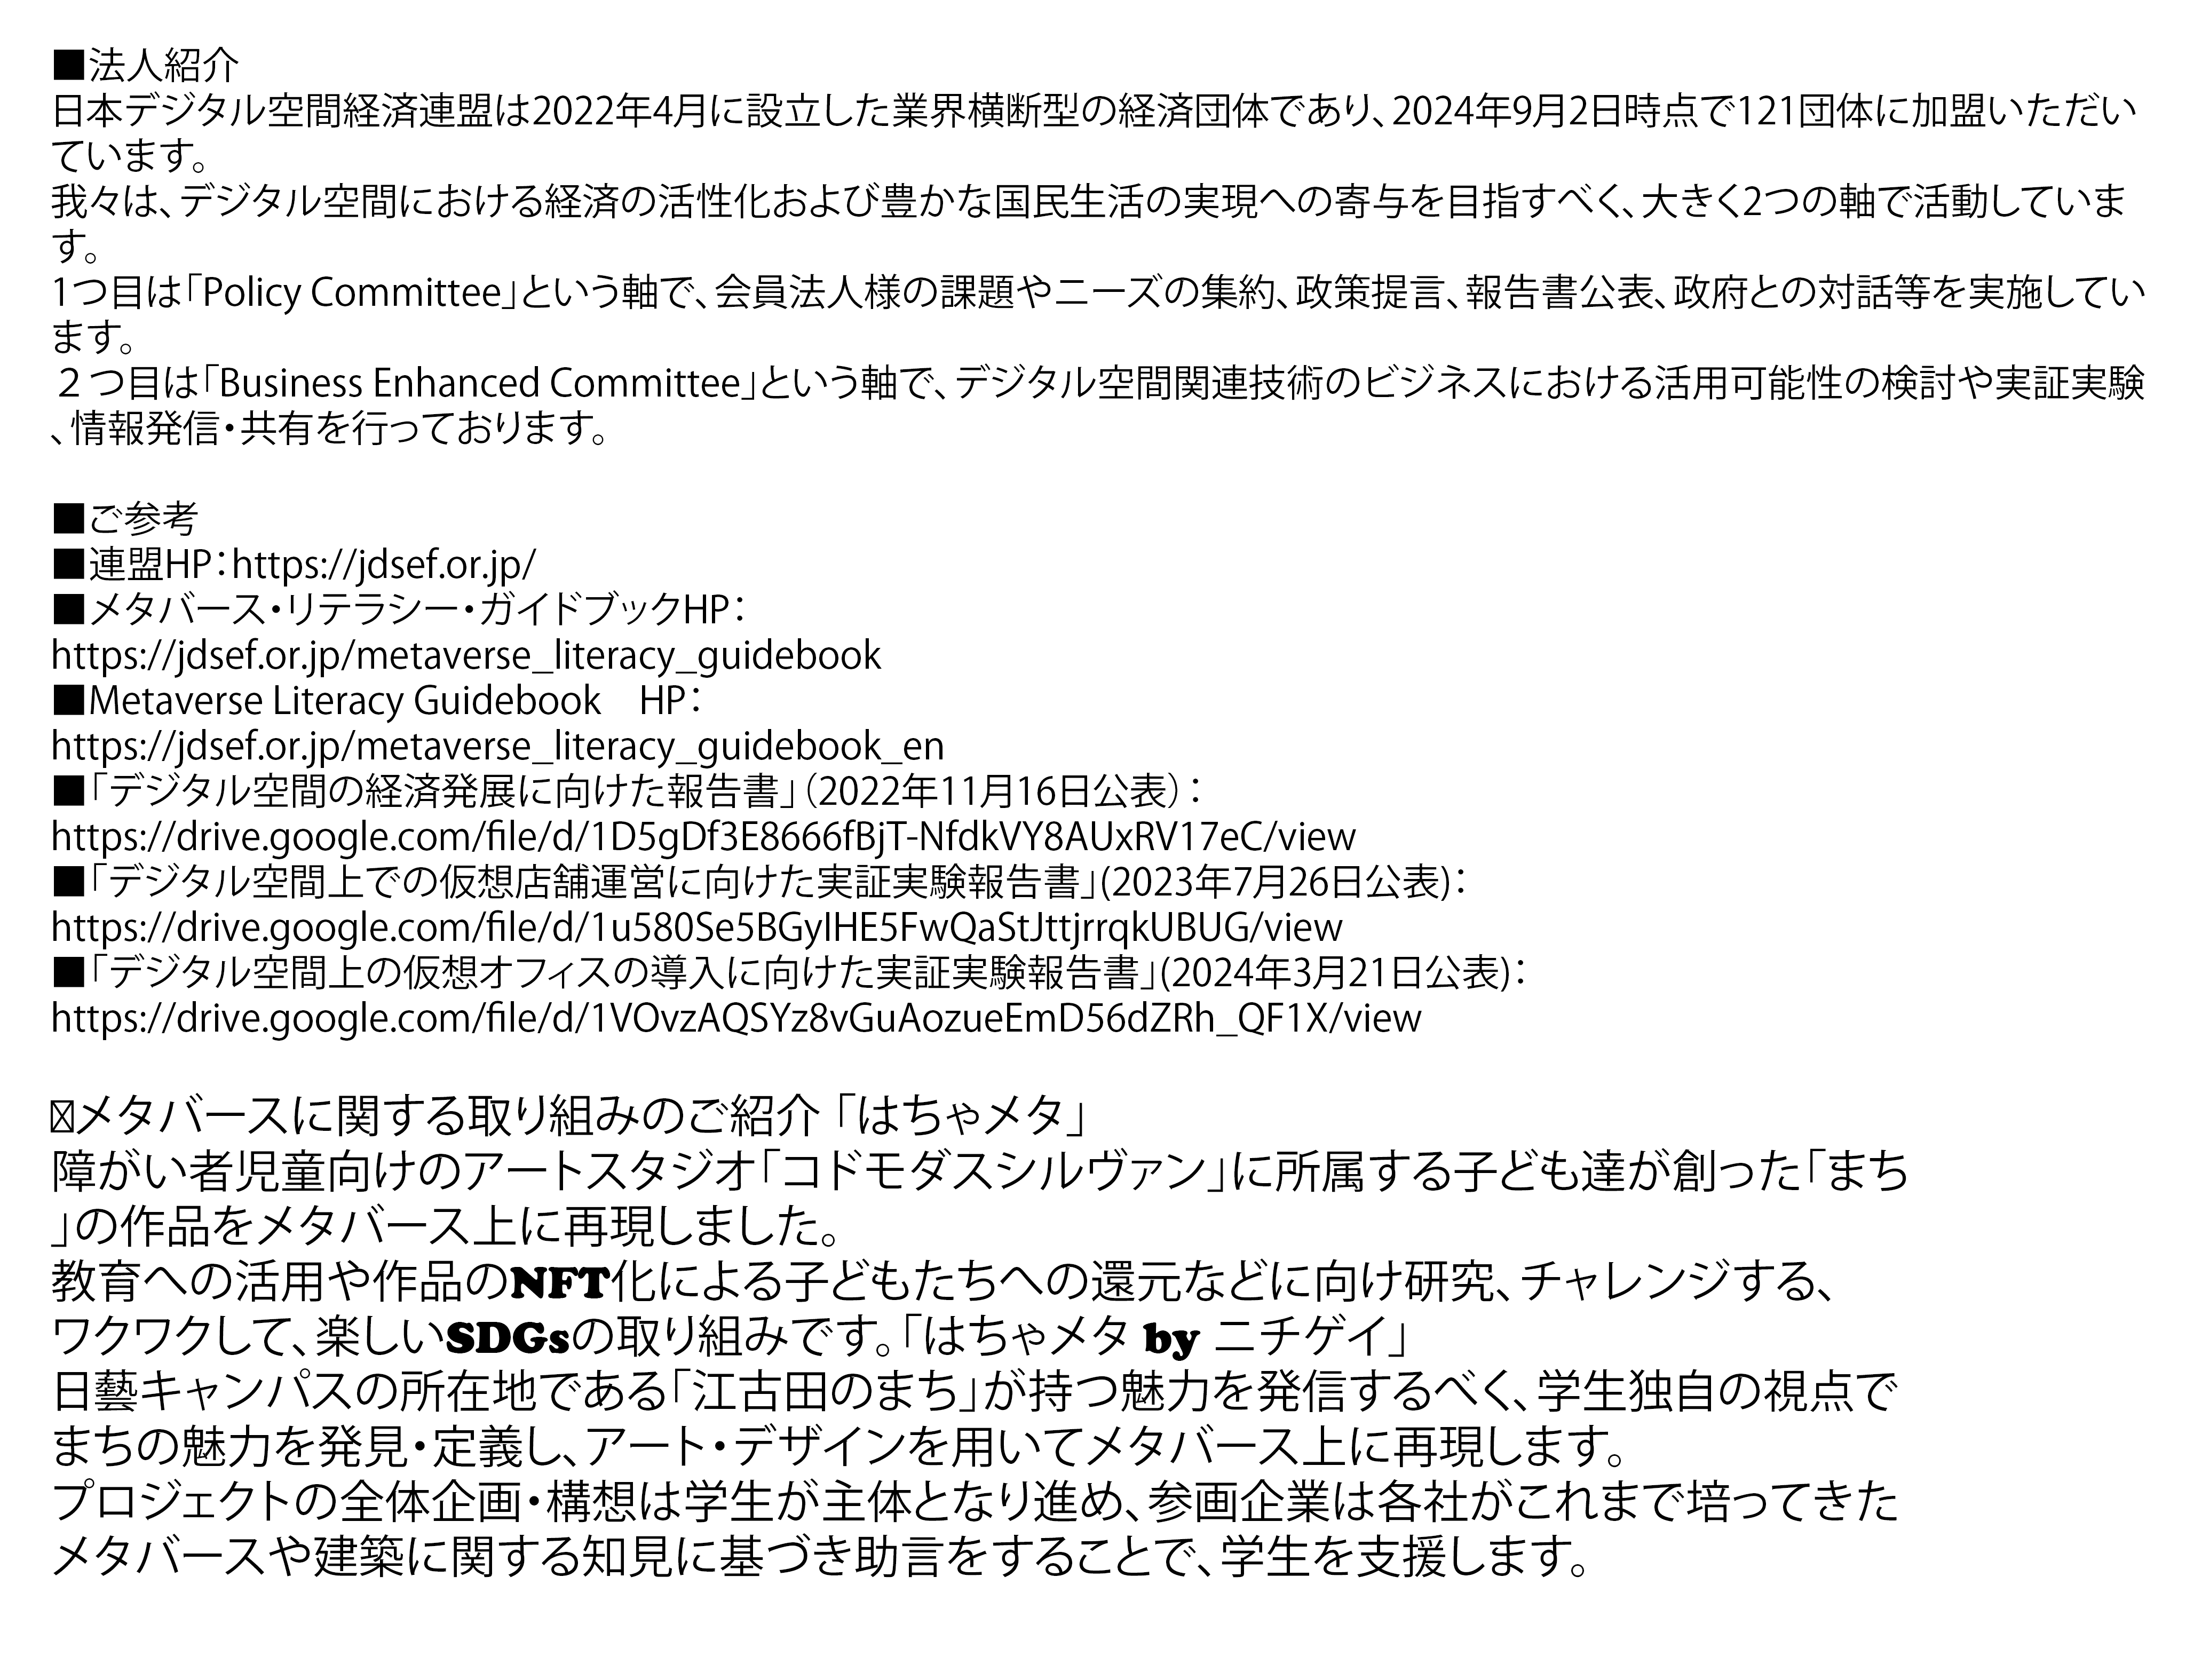 ■法人紹介
日本デジタル空間経済連盟は2022年4月に設立した業界横断型の経済団体であり、2024年9月2日時点で121団体に加盟いただい
ています。
我々は、デジタル空間における経済の活性化および豊かな国民生活の実現への寄与を目指すべく、大きく2つの軸で活動していま
す。
1つ目は「Policy Committee」という軸で、会員法人様の課題やニーズの集約、政策提言、報告書公表、政府との対話等を実施してい
ます。
２つ目は「Business Enhanced Committee」という軸で、デジタル空間関連技術のビジネスにおける活用可能性の検討や実証実験
、情報発信・共有を行っております。
■ご参考
■連盟HP：https://jdsef.or.jp/
■メタバース・リテラシー・ガイドブックHP：
https://jdsef.or.jp/metaverse_literacy_guidebook
■Metaverse Literacy Guidebook　HP：
https://jdsef.or.jp/metaverse_literacy_guidebook_en
■「デジタル空間の経済発展に向けた報告書」（2022年11月16日公表）：
https://drive.google.com/file/d/1D5gDf3E8666fBjT-NfdkVY8AUxRV17eC/view
■「デジタル空間上での仮想店舗運営に向けた実証実験報告書」(2023年7月26日公表)：
https://drive.google.com/file/d/1u580Se5BGyIHE5FwQaStJttjrrqkUBUG/view
■「デジタル空間上の仮想オフィスの導入に向けた実証実験報告書」(2024年3月21日公表)：
https://drive.google.com/file/d/1VOvzAQSYz8vGuAozueEmD56dZRh_QF1X/view
メタバースに関する取り組みのご紹介 「はちゃメタ」
障がい者児童向けのアートスタジオ「コドモダスシルヴァン」に所属する子ども達が創った「まち
」の作品をメタバース上に再現しました。
教育への活用や作品のNFT化による子どもたちへの還元などに向け研究、チャレンジする、
ワクワクして、楽しいSDGsの取り組みです。「はちゃメタ by ニチゲイ」
日藝キャンパスの所在地である「江古田のまち」が持つ魅力を発信するべく、学生独自の視点で
まちの魅力を発見・定義し、アート・デザインを用いてメタバース上に再現します。
プロジェクトの全体企画・構想は学生が主体となり進め、参画企業は各社がこれまで培ってきた
メタバースや建築に関する知見に基づき助言をすることで、学生を支援します。